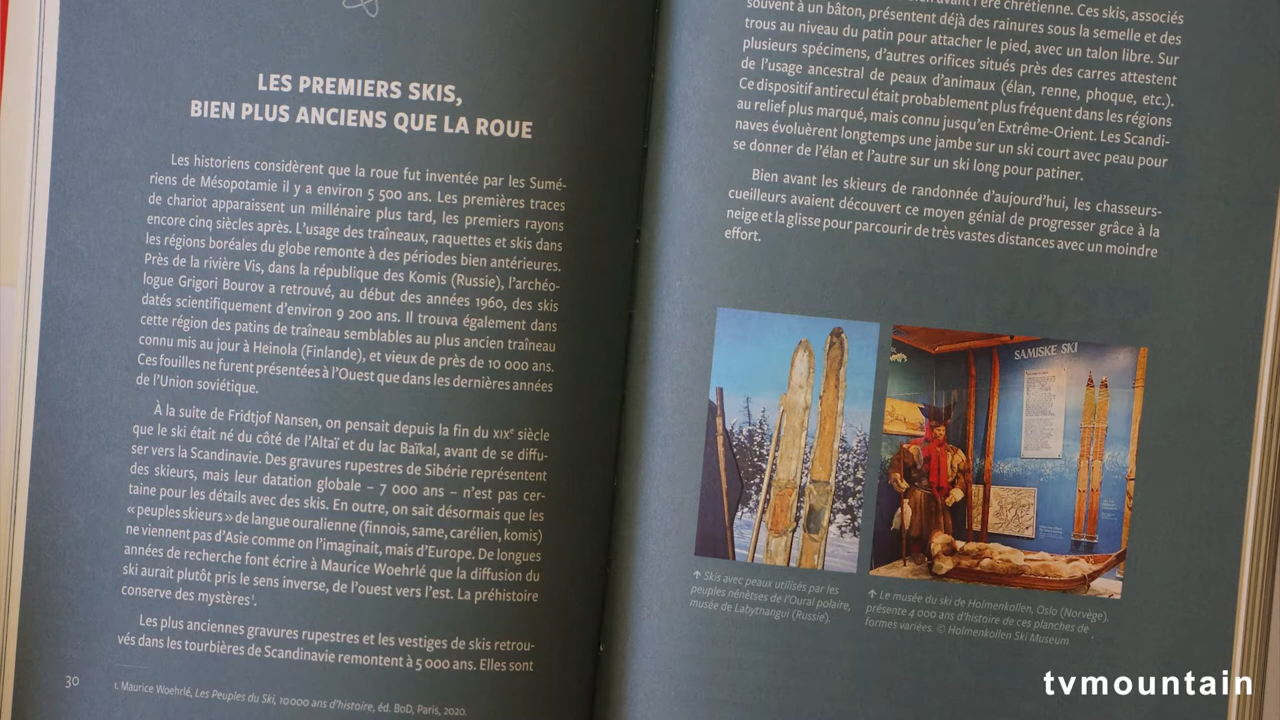 LES PREMIERS SKIS,
BIEN PLUS ANCIENS QUE LA ROUE
Les historiens considèrent que la roue fut inventée par les Sumé-
riens de Mésopotamie il y a environ 5 500 ans. Les premières traces
de chariot apparaissent un millénaire plus tard, les premiers rayons
encore cinq siècles après. L'usage des traîneaux, raquettes et skis dans
les régions boréales du globe remonte à des périodes bien antérieures.
Près de la rivière Vis, dans la république des Komis (Russie), l'archéo-
logue Grigori Bourov a retrouvé, au début des années 1960, des skis
datés scientifiquement d'environ 9 200 ans. Il trouva également dans
cette région des patins de traîneau semblables au plus ancien traîneau
connu mis au jour à Heinola (Finlande), et vieux de près de 10 000 ans.
Ces fouilles ne furent présentées à l'Ouest que dans les dernières années
de l'Union soviétique.
À la suite de Fridtjof Nansen, on pensait depuis la fin du XIXe siècle
que le ski était né du côté de l'Altaï et du lac Baïkal, avant de se diffu-
ser vers la Scandinavie. Des gravures rupestres de Sibérie représentent
des skieurs, mais leur datation globale – 7 000 ans – n'est pas cer-
taine pour les détails avec des skis. En outre, on sait désormais que les
« peuples skieurs » de langue ouralienne (finnois, same, carélien, komis)
ne viennent pas d'Asie comme on l'imaginait, mais d'Europe. De longues
années de recherche font écrire à Maurice Woehrlé que la diffusion du
ski aurait plutôt pris le sens inverse, de l'ouest vers l'est. La préhistoire
conserve des mystères¹.
Les plus anciennes gravures rupestres et les vestiges de skis retrou-
vés dans les tourbières de Scandinavie remontent à 5 000 ans. Elles sont
30
1. Maurice Woehrlé, Les Peuples du Ski, 10 000 ans d'histoire, éd. BoD, Paris, 2020.
avant l'ère chrétienne. Ces skis, associés
souvent à un bâton, présentent déjà des rainures sous la semelle et des
trous au niveau du patin pour attacher le pied, avec un talon libre. Sur
plusieurs spécimens, d'autres orifices situés près des carres attestent
de l'usage ancestral de peaux d'animaux (élan, renne, phoque, etc.).
Ce dispositif antirecul était probablement plus fréquent dans les régions
au relief plus marqué, mais connu jusqu'en Extrême-Orient. Les Scandi-
naves évoluèrent longtemps une jambe sur un ski court avec peau pour
se donner de l'élan et l'autre sur un ski long pour patiner.
Bien avant les skieurs de randonnée d'aujourd'hui, les chasseurs-
cueilleurs avaient découvert ce moyen génial de progresser grâce à la
neige et la glisse pour parcourir de très vastes distances avec un moindre
effort.
SAMISKE SKI
↑ Skis avec peaux utilisés par les
peuples nénètses de l'Oural polaire,
musée de Labytnangui (Russie).
↑ Le musée du ski de Holmenkollen, Oslo (Norvège),
présente 4 000 ans d'histoire de ces planches de
formes variées. © Holmenkollen Ski Museum
tvmountain